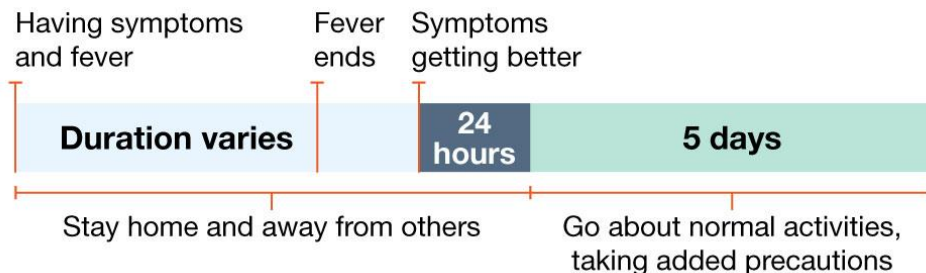 Having symptoms
and fever
Fever
ends
Symptoms
getting better
Duration varies
24
hours
5 days
Stay home and away from others
Go about normal activities,
taking added precautions